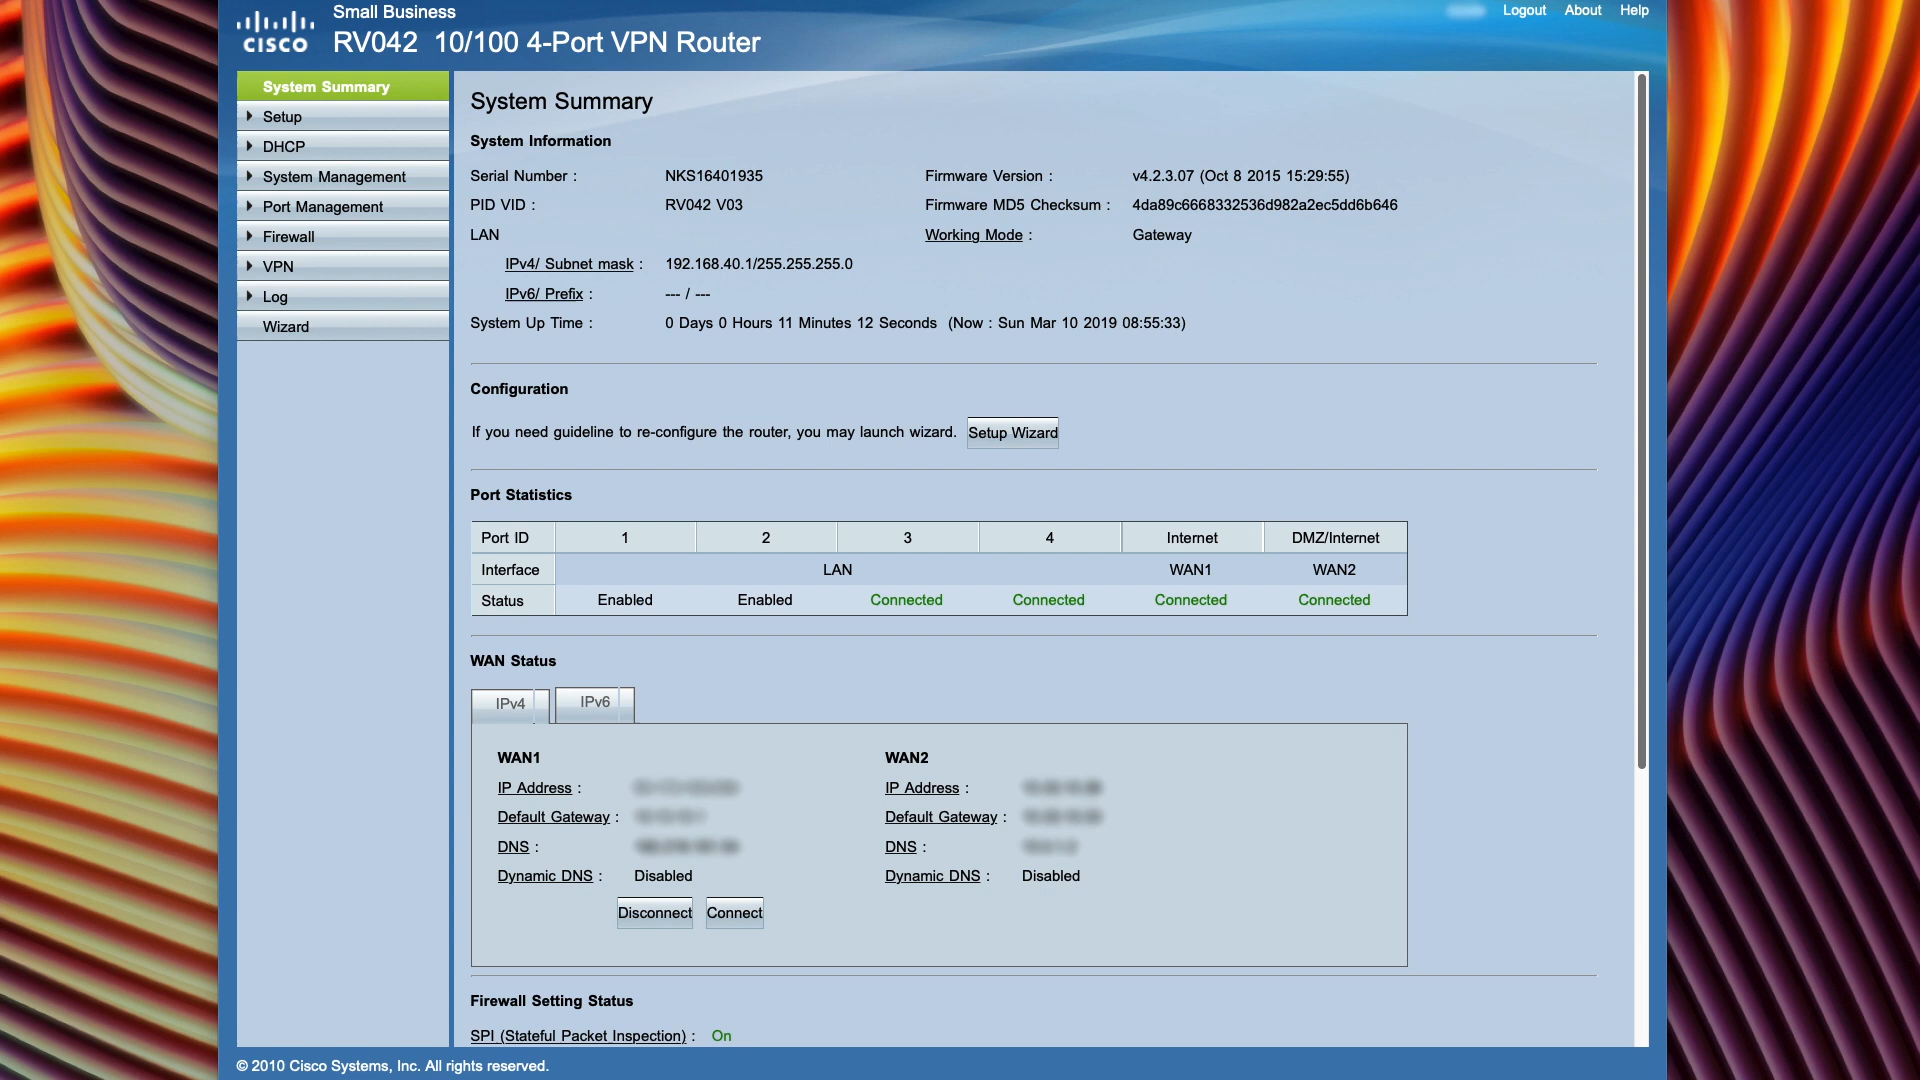 Small Business
CISCO
RV042 10/100 4-Port VPN Router
Logout About Help
System Summary
Setup
DHCP
System Management
Port Management
Firewall
VPN
Log
Wizard
System Summary
System Information
Serial Number : NKS16401935 Firmware Version : v4.2.3.07 (Oct 8 2015 15:29:55)
PID VID : RV042 V03 Firmware MD5 Checksum : 4da89c6668332536d982a2ec5dd6b646
LAN Working Mode : Gateway
IPv4/ Subnet mask : 192.168.40.1/255.255.255.0
IPv6/ Prefix : --- / ---
System Up Time : 0 Days 0 Hours 11 Minutes 12 Seconds (Now : Sun Mar 10 2019 08:55:33)
Configuration
If you need guideline to re-configure the router, you may launch wizard. Setup Wizard
Port Statistics
Port ID 1 2 3 4 Internet DMZ/Internet
Interface LAN WAN1 WAN2
Status Enabled Enabled Connected Connected Connected Connected
WAN Status
IPv4 IPv6
WAN1 WAN2
IP Address : IP Address :
Default Gateway : Default Gateway :
DNS : DNS :
Dynamic DNS : Disabled Dynamic DNS : Disabled
Disconnect Connect
Firewall Setting Status
SPI (Stateful Packet Inspection) : On
© 2010 Cisco Systems, Inc. All rights reserved.